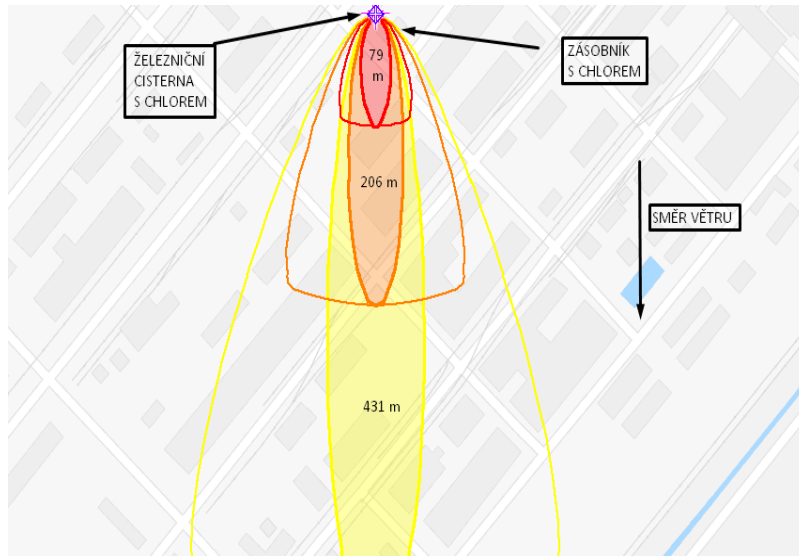 ŽELEZNIČNÍ
CISTERNA
S CHLOREM
79
m
ZÁSOBNÍK
S CHLOREM
206 m
SMĚR VĚTRU
431 m